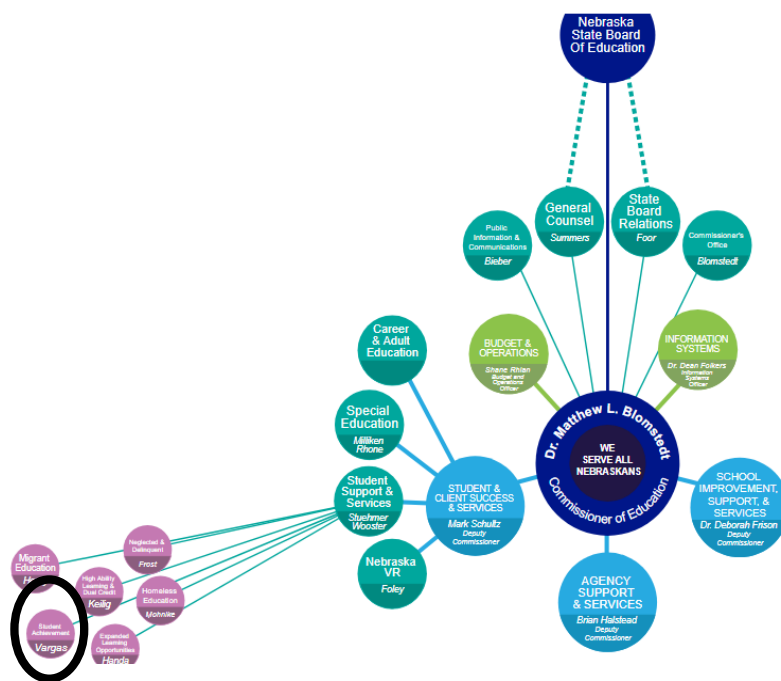 Nebraska
State Board
Of Education
General
Counsel
Summers
State
Board
Relations
Foor
Public
Information &
Communications
Bieber
Commissioner's
Office
Blomstedt
Career
& Adult
Education
BUDGET &
OPERATIONS
Shane Rhian
Budget and
Operations
Officer
INFORMATION
SYSTEMS
Dr. Dean Folkers
Information
Systems
Officer
Special
Education
Milliken
Rhone
Dr. Matthew L. Blomstedt
WE
SERVE ALL
NEBRASKANS
Commissioner of Education
Student
Support &
Services
Stuehmer
Wooster
STUDENT &
CLIENT SUCCESS
& SERVICES
Mark Schultz
Deputy
Commissioner
SCHOOL
IMPROVEMENT,
SUPPORT, &
SERVICES
Dr. Deborah Frison
Deputy
Commissioner
Nebraska
VR
Foley
AGENCY
SUPPORT
& SERVICES
Brian Halstead
Deputy
Commissioner
Neglected &
Delinquent
Frost
Migrant
Education
High Ability
Learning &
Dual Credit
Keilig
Homeless
Education
Mohnike
Student
Achievement
Vargas
Expanded
Learning
Opportunities
Handa